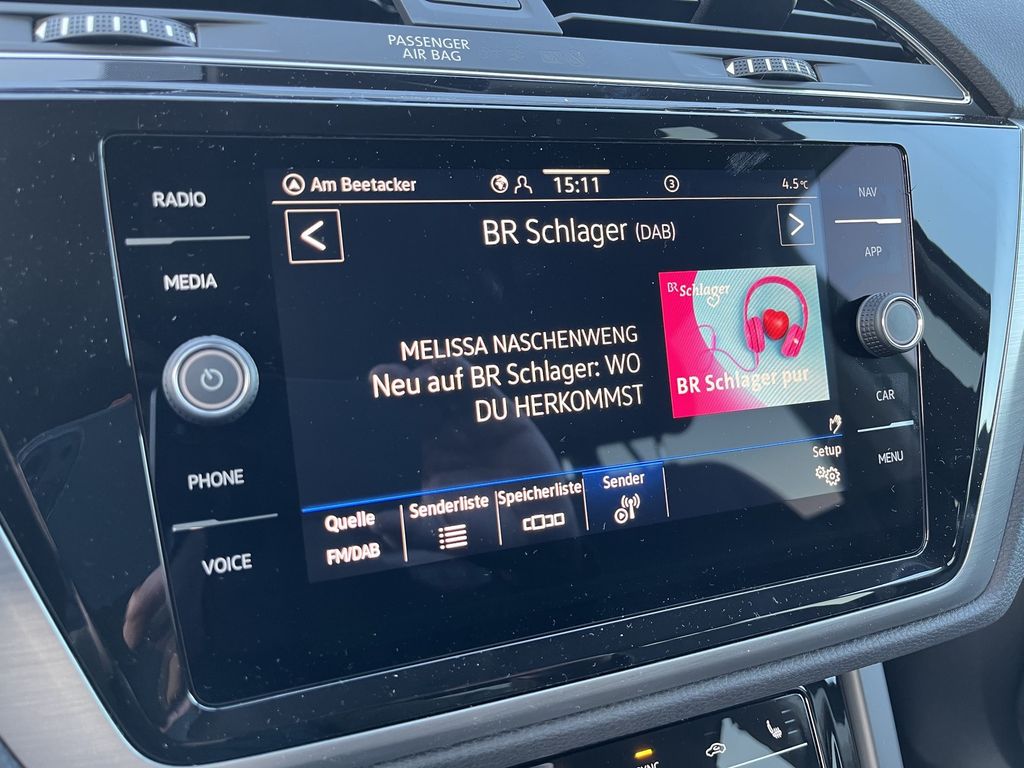 PASSENGER
AIR BAG
RADIO
MEDIA
PHONE
VOICE
NAV
APP
CAR
MENU
Am Beetacker
15:11
3
4.5°C
<
BR Schlager (DAB)
>
MELISSA NASCHENWENG
Neu auf BR Schlager: WO
DU HERKOMMST
BR Schlager
BR Schlager pur
Quelle
FM/DAB
Senderliste
Speicherliste
Sender
Setup
SYNC